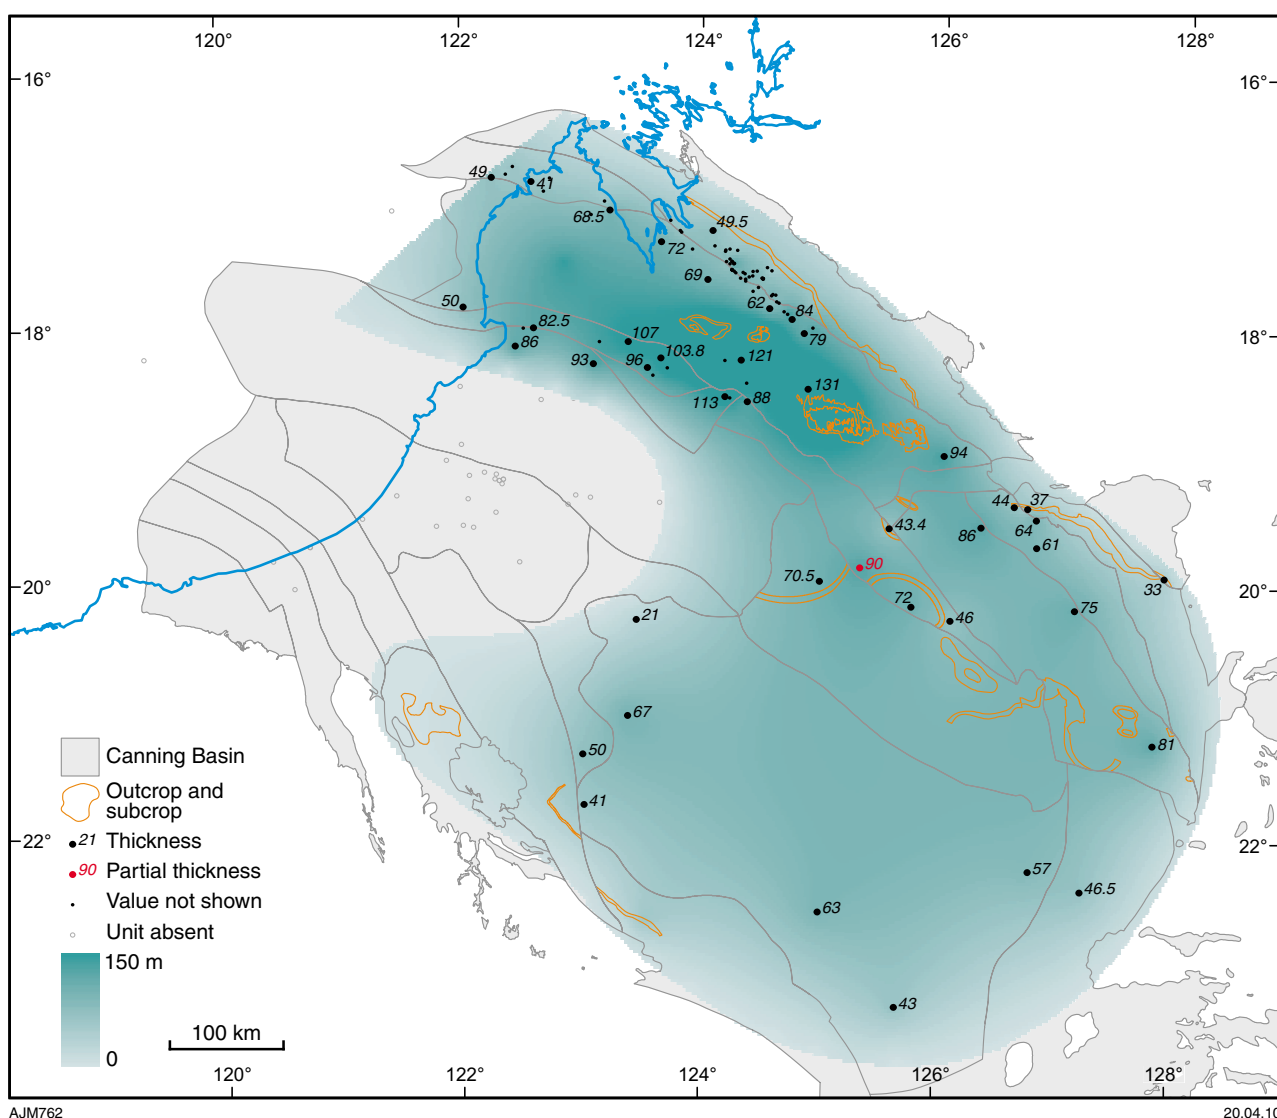 120° 122° 124° 126° 128°
16° 16°
49 41
68.5 49.5
72
69
50 62 84
82.5 79
86 107
93 96 103.8 121
131
113 88
94
44 37
43.4 86 64
61
90
70.5 33
72 46 75
21
67
50 81
41
57
63 46.5
43
18° 18°
20° 20°
22° 22°
Canning Basin
Outcrop and
subcrop
21 Thickness
90 Partial thickness
Value not shown
Unit absent
150 m
0
100 km
120° 122° 124° 126° 128°
AJM762 20.04.10